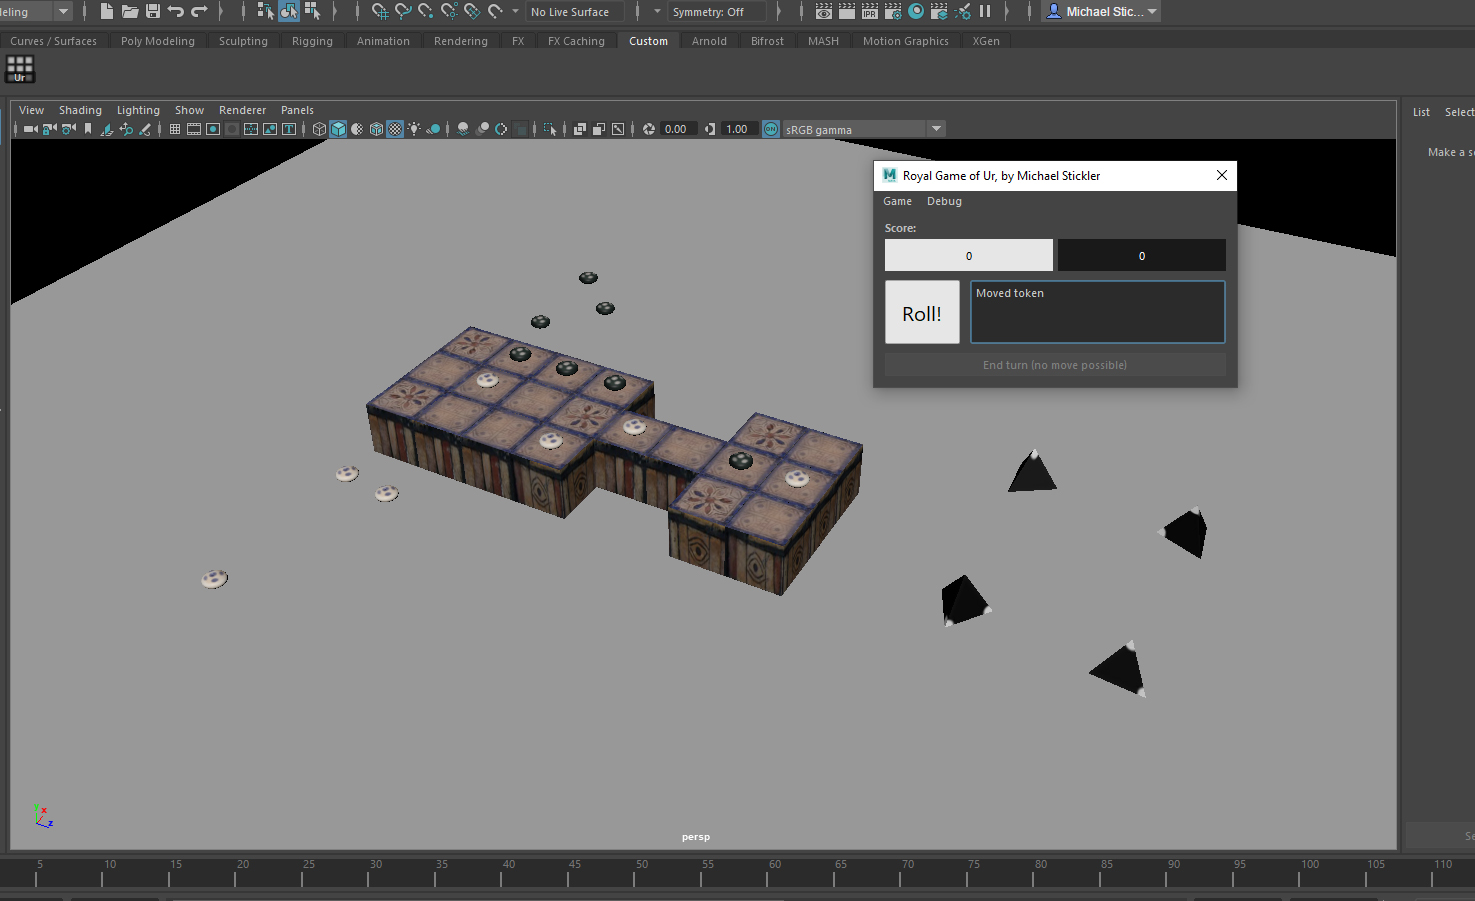 eling
No Live Surface
Symmetry: Off
IPR
Michael Stic...
Curves / Surfaces
Poly Modeling
Sculpting
Rigging
Animation
Rendering
FX
FX Caching
Custom
Arnold
Bifrost
MASH
Motion Graphics
XGen
Ur
View
Shading
Lighting
Show
Renderer
Panels
0.00
1.00
ON
sRGB gamma
List
Select
Make a se
M
Royal Game of Ur, by Michael Stickler
Game
Debug
Score:
0
0
Roll!
Moved token
End turn (no move possible)
Y
x
z
persp
Se
5
10
15
20
25
30
35
40
45
50
55
60
65
70
75
80
85
90
95
100
105
110